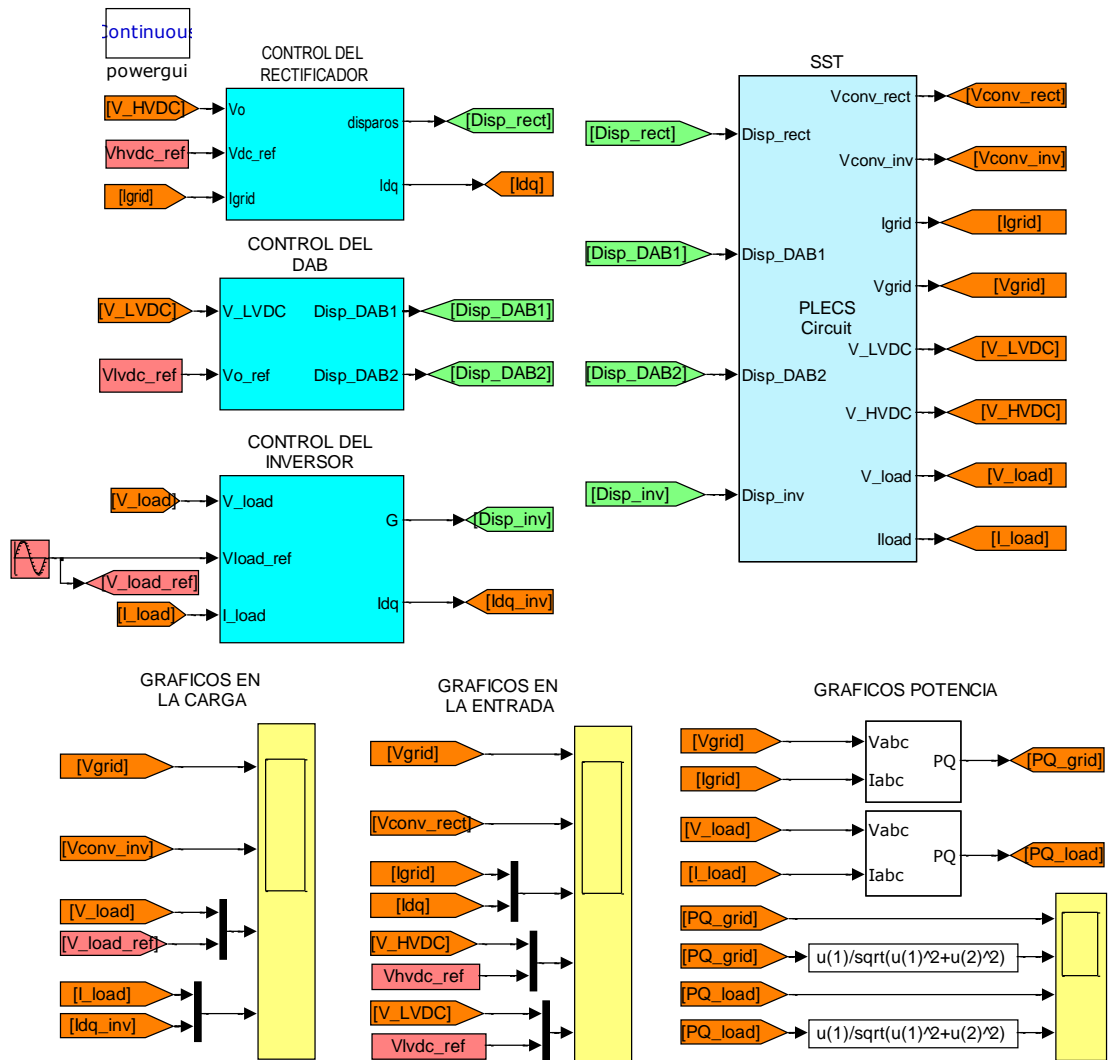 Continuous
powergui
CONTROL DEL
RECTIFICADOR
[V_HVDC]
Vhvdc_ref
[Igrid]
Vo
Vdc_ref
Igrid
disparos
Idq
[Disp_rect]
[Idq]
CONTROL DEL
DAB
[V_LVDC]
Vlvdc_ref
V_LVDC
Vo_ref
Disp_DAB1
Disp_DAB2
[Disp_DAB1]
[Disp_DAB2]
CONTROL DEL
INVERSOR
[V_load]
[V_load_ref]
[I_load]
V_load
Vload_ref
I_load
G
Idq
[Disp_inv]
[Idq_inv]
SST
[Disp_rect]
[Disp_DAB1]
[Disp_DAB2]
[Disp_inv]
Disp_rect
Disp_DAB1
Disp_DAB2
Disp_inv
PLECS
Circuit
Vconv_rect
Vconv_inv
Igrid
Vgrid
V_LVDC
V_HVDC
V_load
Iload
[Vconv_rect]
[Vconv_inv]
[Igrid]
[Vgrid]
[V_LVDC]
[V_HVDC]
[V_load]
[I_load]
GRAFICOS EN
LA CARGA
[Vgrid]
[Vconv_inv]
[V_load]
[V_load_ref]
[I_load]
[Idq_inv]
GRAFICOS EN
LA ENTRADA
[Vgrid]
[Vconv_rect]
[Igrid]
[Idq]
[V_HVDC]
Vhvdc_ref
[V_LVDC]
Vlvdc_ref
GRAFICOS POTENCIA
[Vgrid]
[Igrid]
Vabc
Iabc
PQ
[PQ_grid]
[V_load]
[I_load]
Vabc
Iabc
PQ
[PQ_load]
[PQ_grid]
[PQ_grid]
u(1)/sqrt(u(1)^2+u(2)^2)
[PQ_load]
[PQ_load]
u(1)/sqrt(u(1)^2+u(2)^2)